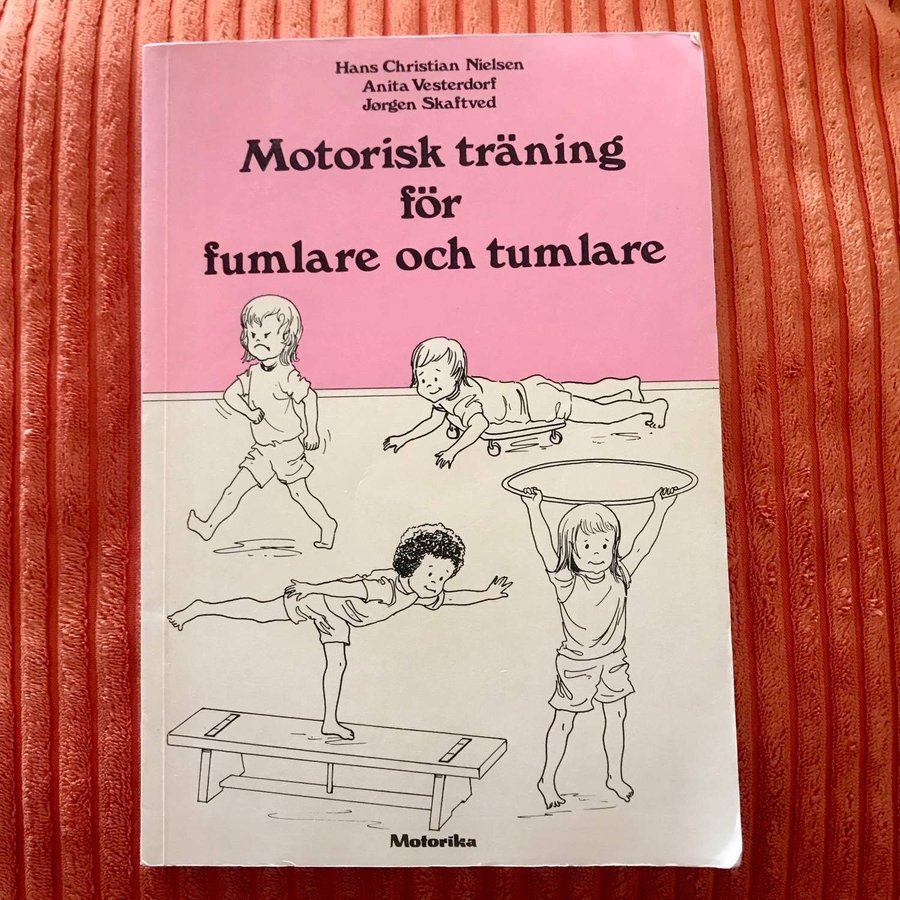 Hans Christian Nielsen
Anita Vesterdorf
Jørgen Skaftved
Motorisk träning
för
fumlare och tumlare
Motorika